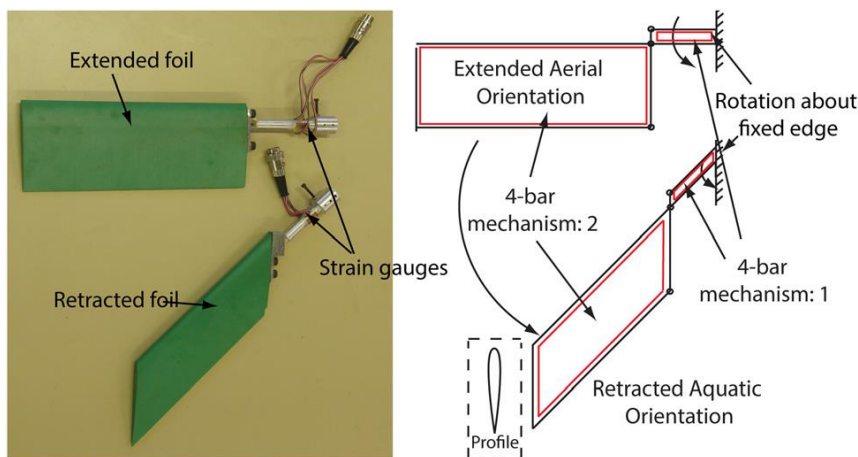 Extended foil
Strain gauges
Retracted foil
Extended Aerial
Orientation
Rotation about
fixed edge
4-bar
mechanism: 2
4-bar
mechanism: 1
Retracted Aquatic
Orientation
Profile